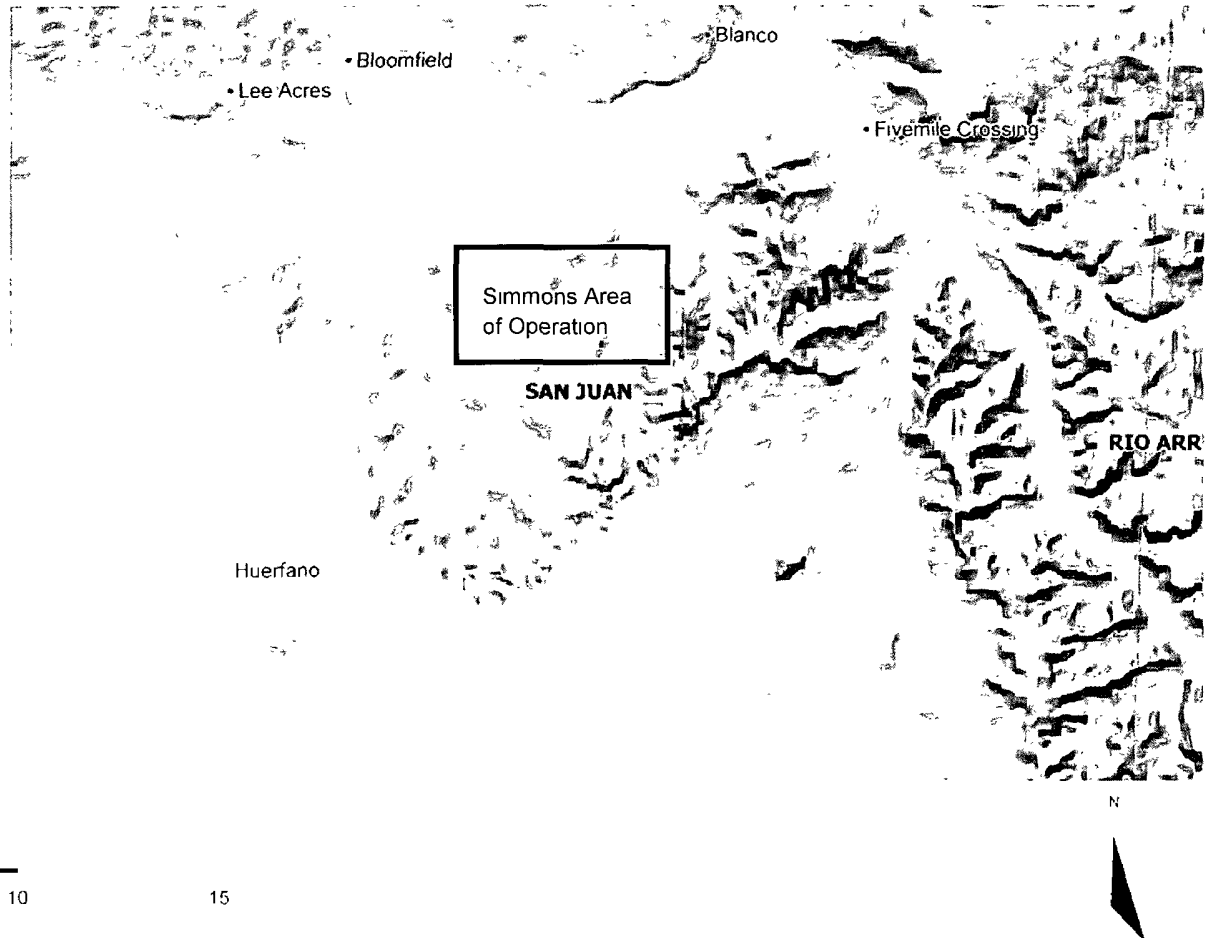 Blanco
Bloomfield
Lee Acres
Fivemile Crossing
Simmons Area
of Operation
SAN JUAN
RIO ARR
Huerfano
N
10 15